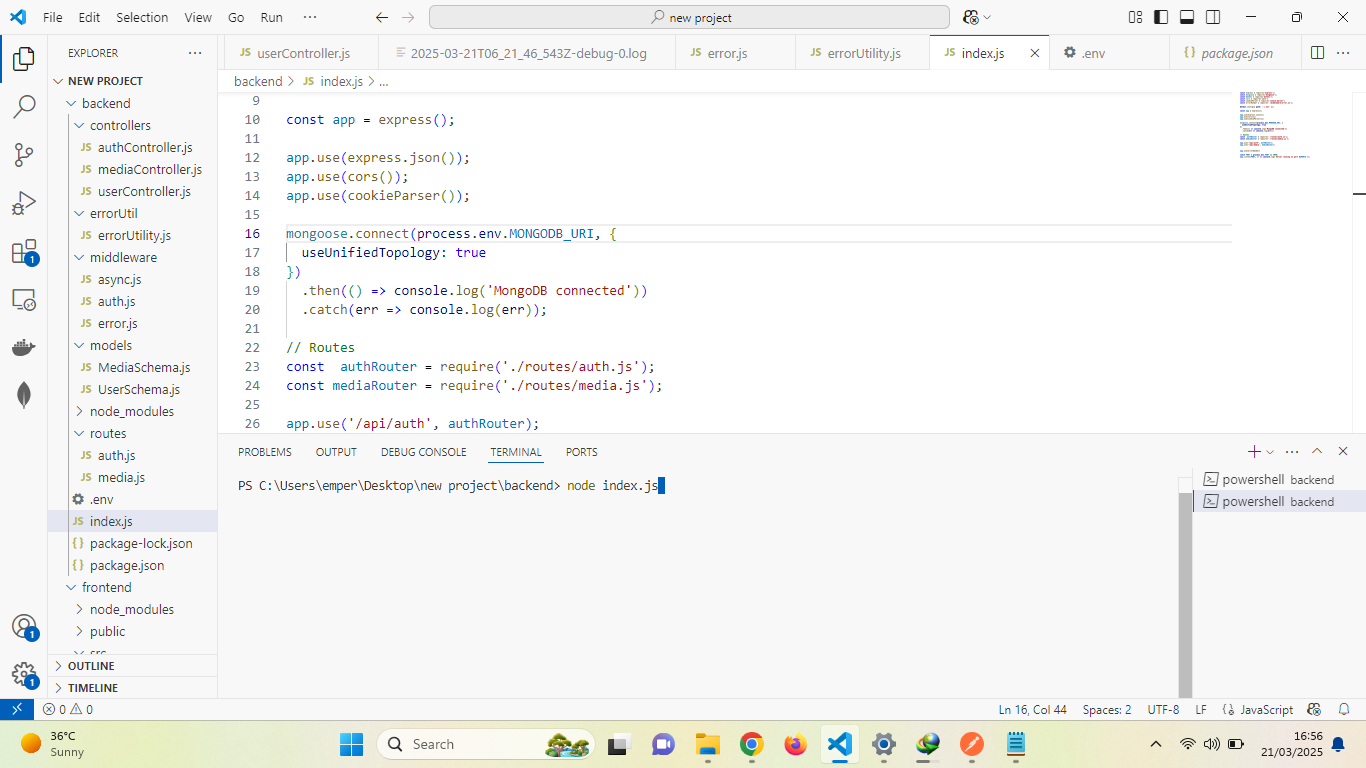 File Edit Selection View Go Run ··· new project
EXPLORER ···
NEW PROJECT
backend
controllers
JS authController.js
JS mediaController.js
JS userController.js
errorUtil
JS errorUtility.js
middleware
JS async.js
JS auth.js
JS error.js
models
JS MediaSchema.js
JS UserSchema.js
node_modules
routes
JS auth.js
JS media.js
.env
JS index.js
{} package-lock.json
{} package.json
frontend
node_modules
public
src
OUTLINE
TIMELINE
1
1
1
JS userController.js 2025-03-21T06_21_46_543Z-debug-0.log JS error.js JS errorUtility.js JS index.js .env {} package.json ···
backend > JS index.js > ...
9
10 const app = express();
11
12 app.use(express.json());
13 app.use(cors());
14 app.use(cookieParser());
15
16 mongoose.connect(process.env.MONGODB_URI, {
17 useUnifiedTopology: true
18 })
19 .then(() => console.log('MongoDB connected'))
20 .catch(err => console.log(err));
21
22 // Routes
23 const  authRouter = require('./routes/auth.js');
24 const mediaRouter = require('./routes/media.js');
25
26 app.use('/api/auth', authRouter);
PROBLEMS OUTPUT DEBUG CONSOLE TERMINAL PORTS ···
PS C:\Users\emper\Desktop\new project\backend> node index.js
powershell backend
powershell backend
0 0 Ln 16, Col 44 Spaces: 2 UTF-8 LF {} JavaScript
36°C
Sunny
Search
16:56
21/03/2025